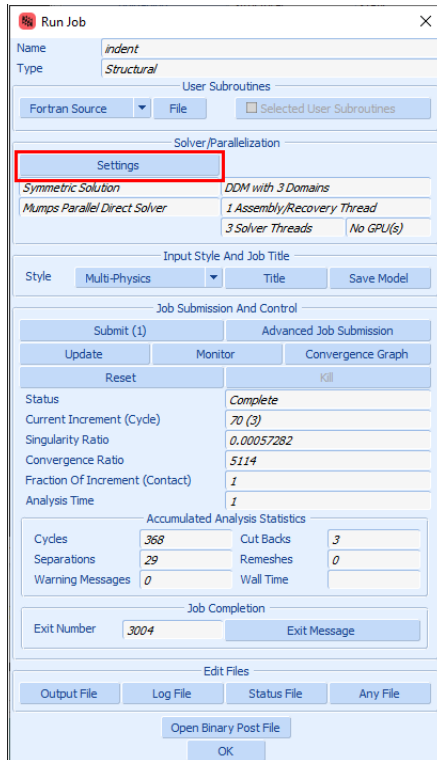 Run Job
Name indent
Type Structural
User Subroutines
Fortran Source File Selected User Subroutines
Solver/Parallelization
Settings
Symmetric Solution DDM with 3 Domains
Mumps Parallel Direct Solver 1 Assembly/Recovery Thread
3 Solver Threads No GPU(s)
Input Style And Job Title
Style Multi-Physics Title Save Model
Job Submission And Control
Submit (1) Advanced Job Submission
Update Monitor Convergence Graph
Reset Kill
Status Complete
Current Increment (Cycle) 70 (3)
Singularity Ratio 0.00057282
Convergence Ratio 5114
Fraction Of Increment (Contact) 1
Analysis Time 1
Accumulated Analysis Statistics
Cycles 368 Cut Backs 3
Separations 29 Remeshes 0
Warning Messages 0 Wall Time
Job Completion
Exit Number 3004 Exit Message
Edit Files
Output File Log File Status File Any File
Open Binary Post File
OK